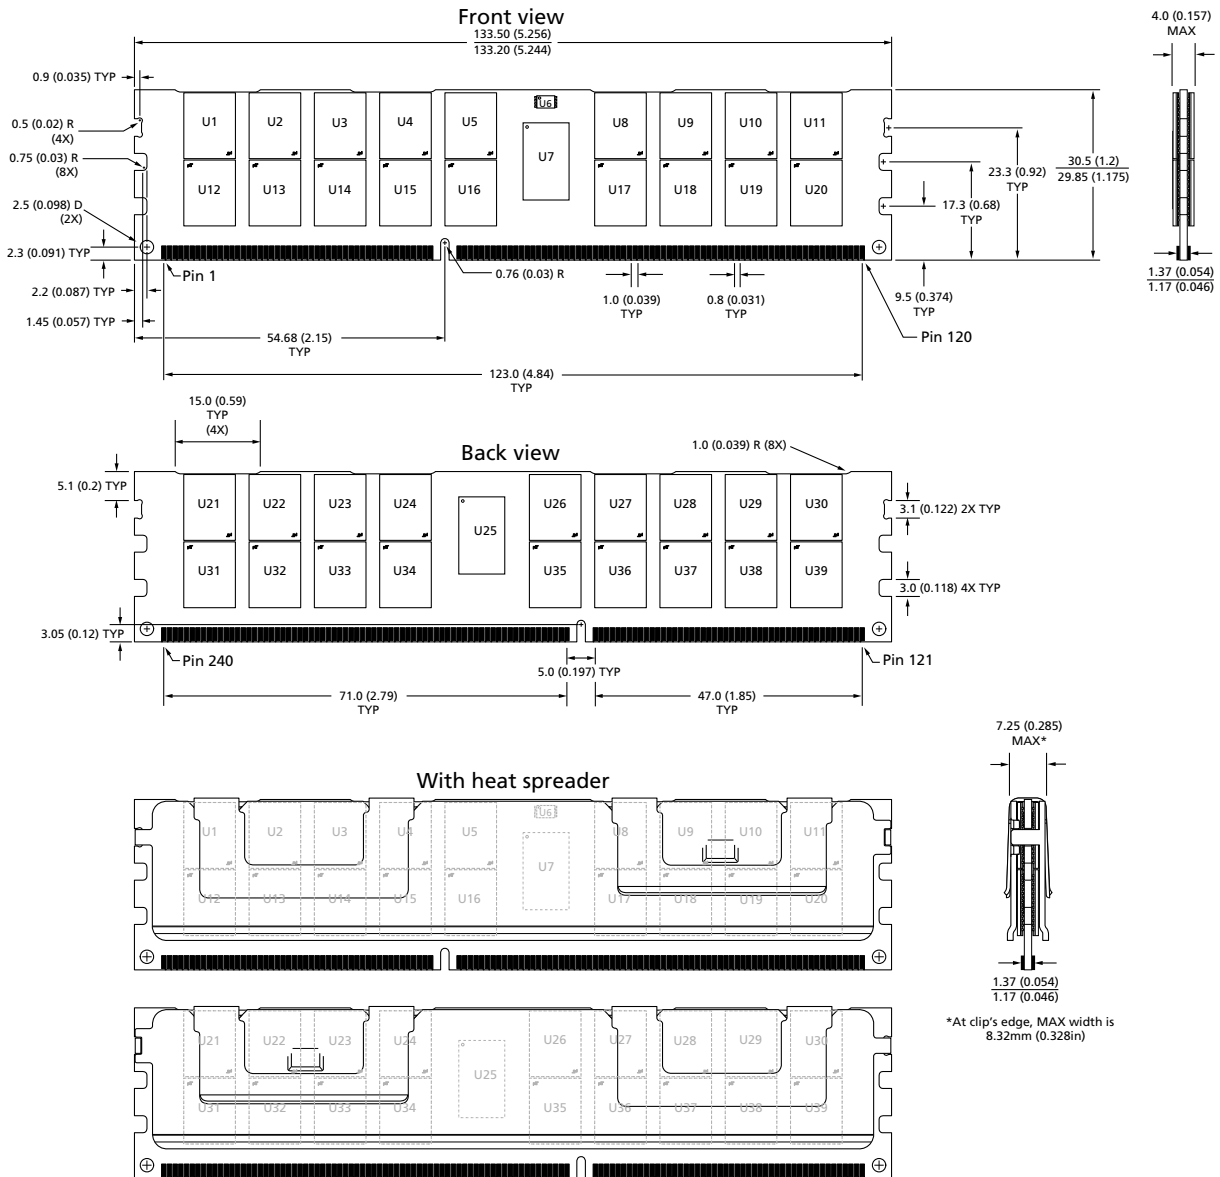 Front view
133.50 (5.256)
133.20 (5.244)
4.0 (0.157)
MAX
0.9 (0.035) TYP
0.5 (0.02) R
(4X)
0.75 (0.03) R
(8X)
2.5 (0.098) D
(2X)
2.3 (0.091) TYP
2.2 (0.087) TYP
1.45 (0.057) TYP
U1 U2 U3 U4 U5 U6 U7 U8 U9 U10 U11
U12 U13 U14 U15 U16 U17 U18 U19 U20
23.3 (0.92)
TYP
30.5 (1.2)
29.85 (1.175)
17.3 (0.68)
TYP
9.5 (0.374)
TYP
1.37 (0.054)
1.17 (0.046)
Pin 1
0.76 (0.03) R
1.0 (0.039)
TYP
0.8 (0.031)
TYP
Pin 120
54.68 (2.15)
TYP
123.0 (4.84)
TYP
15.0 (0.59)
TYP
(4X)
Back view
1.0 (0.039) R (8X)
5.1 (0.2) TYP
U21 U22 U23 U24 U25 U26 U27 U28 U29 U30
U31 U32 U33 U34 U35 U36 U37 U38 U39
3.1 (0.122) 2X TYP
3.0 (0.118) 4X TYP
3.05 (0.12) TYP
Pin 240
5.0 (0.197) TYP
Pin 121
71.0 (2.79)
TYP
47.0 (1.85)
TYP
With heat spreader
7.25 (0.285)
MAX*
U1 U2 U3 U4 U5 U6 U7 U8 U9 U10 U11
U12 U13 U14 U15 U16 U17 U18 U19 U20
1.37 (0.054)
1.17 (0.046)
*At clip's edge, MAX width is
8.32mm (0.328in)
U21 U22 U23 U24 U25 U26 U27 U28 U29 U30
U31 U32 U33 U34 U35 U36 U37 U38 U39